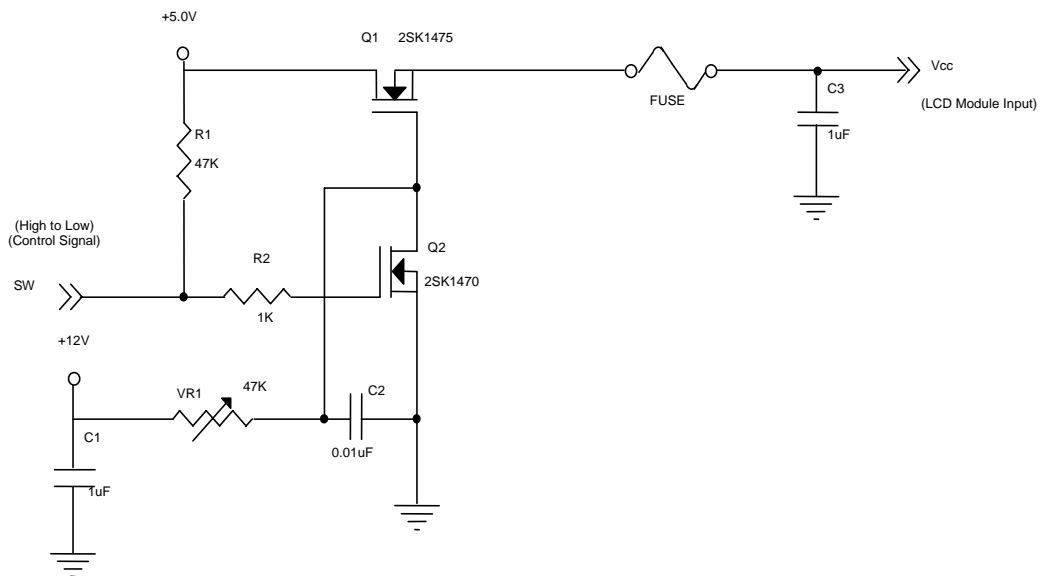 +5.0V
Q1 2SK1475
Vcc
(LCD Module Input)
FUSE
C3
1uF
R1
47K
(High to Low)
(Control Signal)
SW
R2
1K
Q2
2SK1470
+12V
VR1
47K
C2
0.01uF
C1
1uF